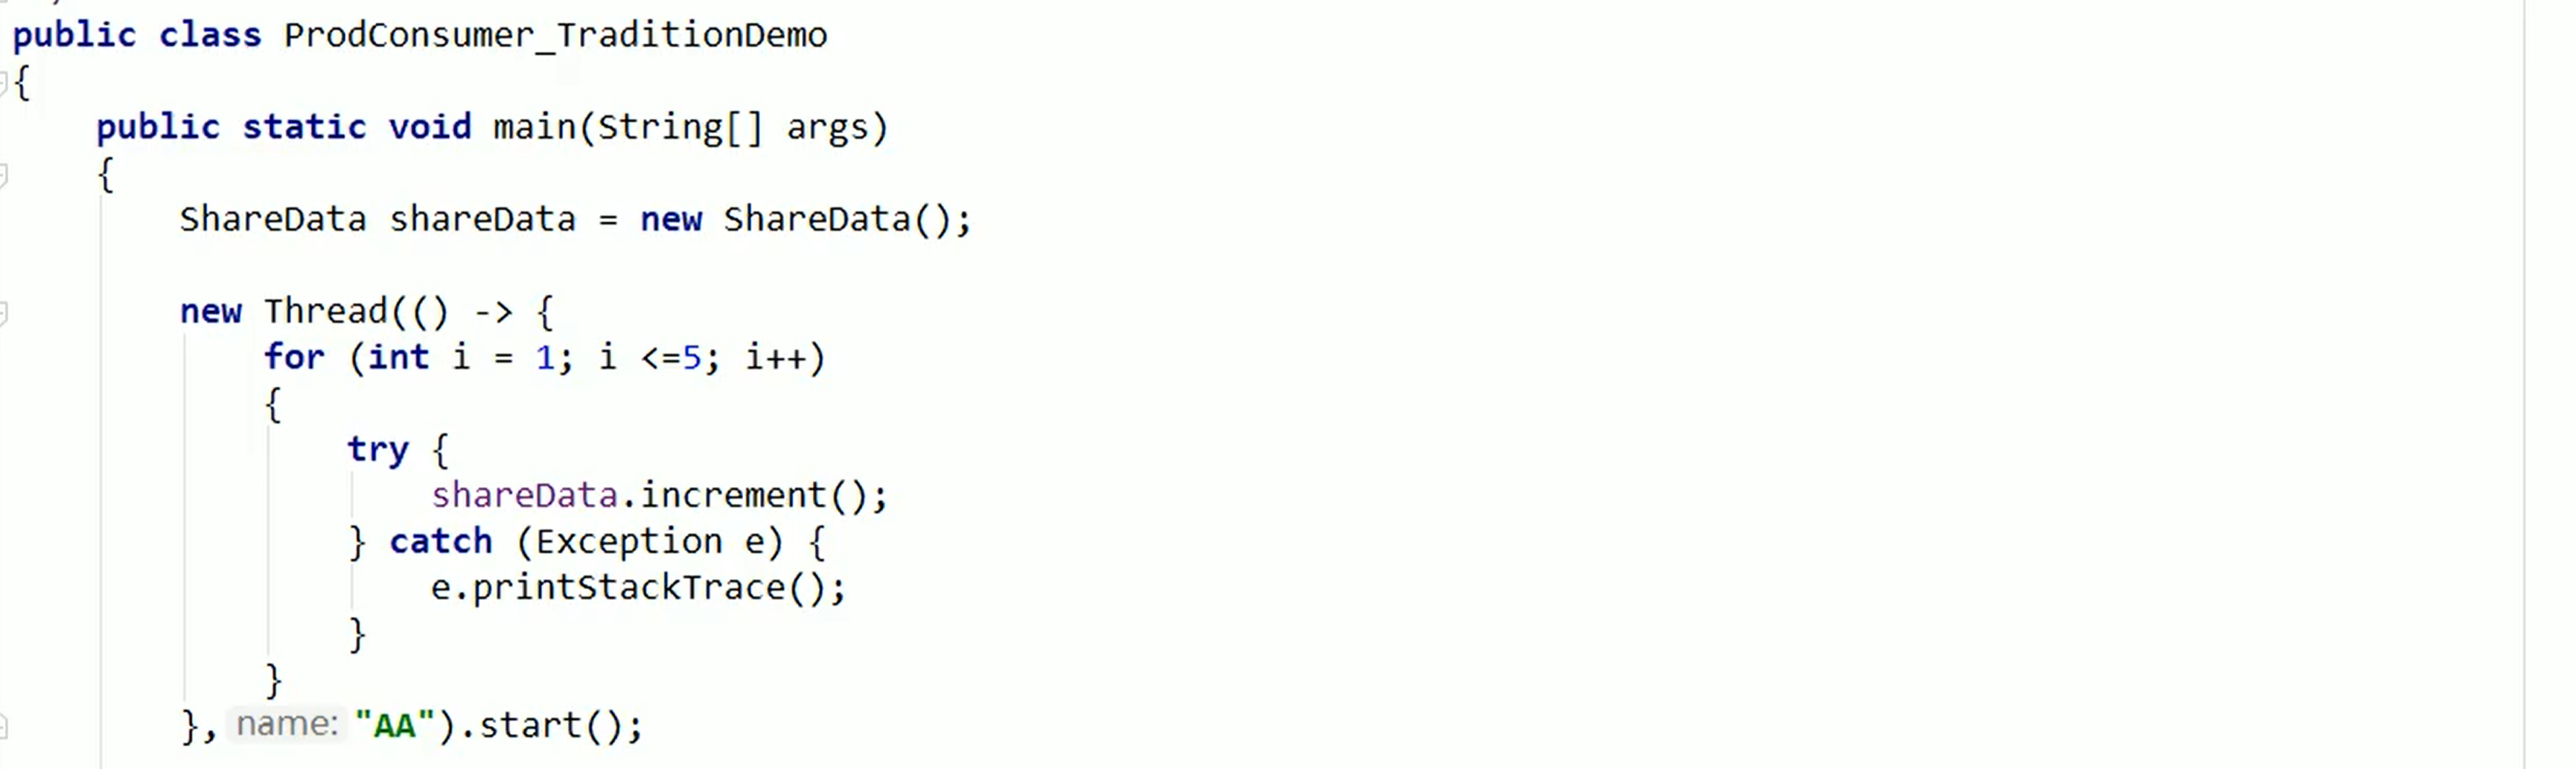 public class ProdConsumer_TraditionDemo
{
    public static void main(String[] args)
    {
        ShareData shareData = new ShareData();

        new Thread(() -> {
            for (int i = 1; i <=5; i++)
            {
                try {
                    shareData.increment();
                } catch (Exception e) {
                    e.printStackTrace();
                }
            }
        }, name: "AA").start();